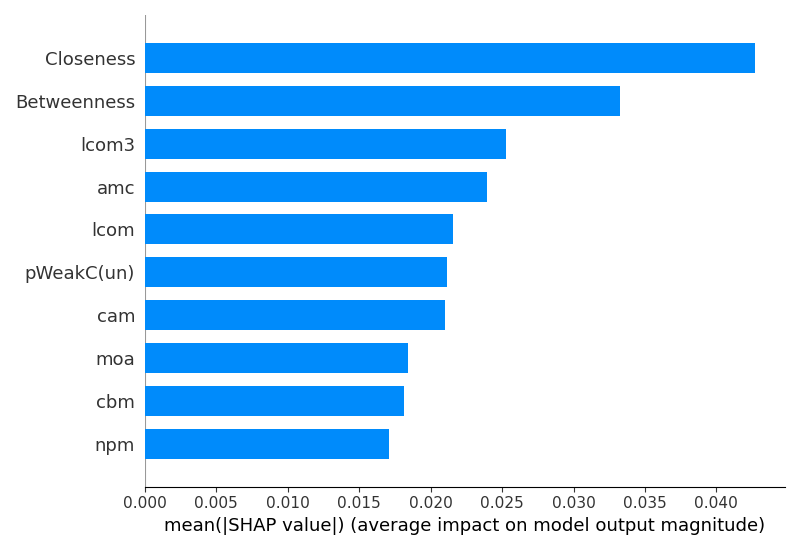 Closeness
Betweenness
lcom3
amc
lcom
pWeakC(un)
cam
moa
cbm
npm
0.000 0.005 0.010 0.015 0.020 0.025 0.030 0.035 0.040
mean(|SHAP value|) (average impact on model output magnitude)